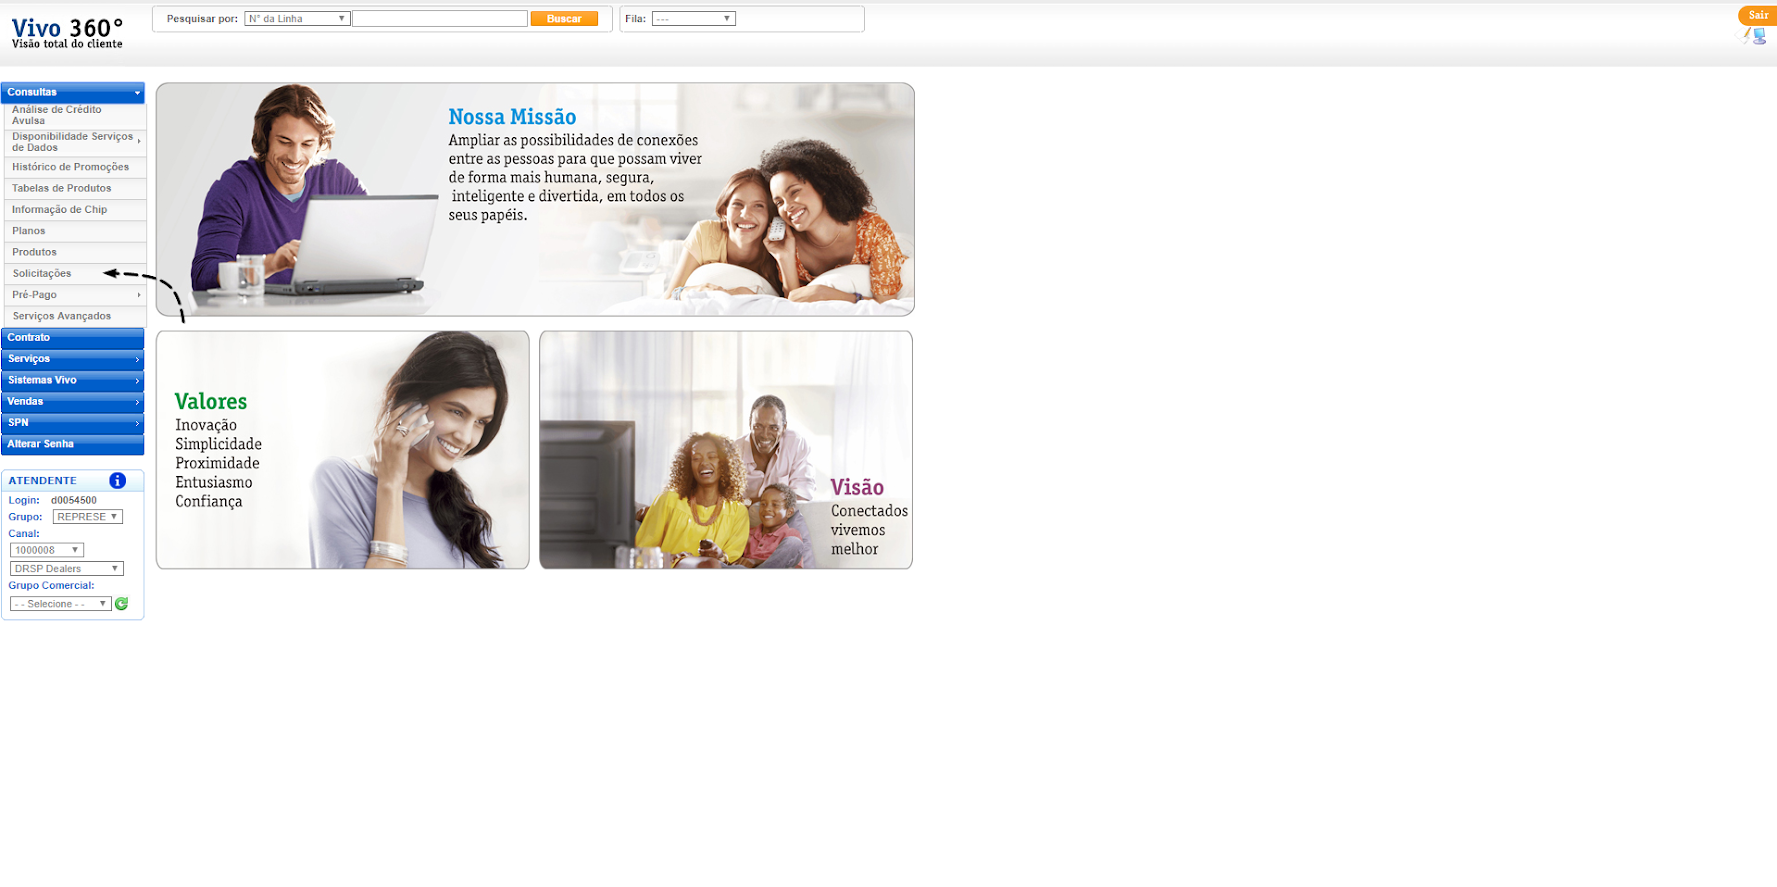 Vivo 360°
Visão total do cliente
Pesquisar por: N° da Linha Buscar
Fila: ---
Sair
Consultas
Análise de Crédito
Avulsa
Disponibilidade Serviços
de Dados
Histórico de Promoções
Tabelas de Produtos
Informação de Chip
Planos
Produtos
Solicitações
Pré-Pago
Serviços Avançados
Contrato
Serviços
Sistemas Vivo
Vendas
SPN
Alterar Senha
ATENDENTE i
Login: d0054500
Grupo: REPRESE
Canal:
1000008
DRSP Dealers
Grupo Comercial:
- - Selecione - -
Nossa Missão
Ampliar as possibilidades de conexões
entre as pessoas para que possam viver
de forma mais humana, segura,
inteligente e divertida, em todos os
seus papéis.
Valores
Inovação
Simplicidade
Proximidade
Entusiasmo
Confiança
Visão
Conectados
vivemos
melhor